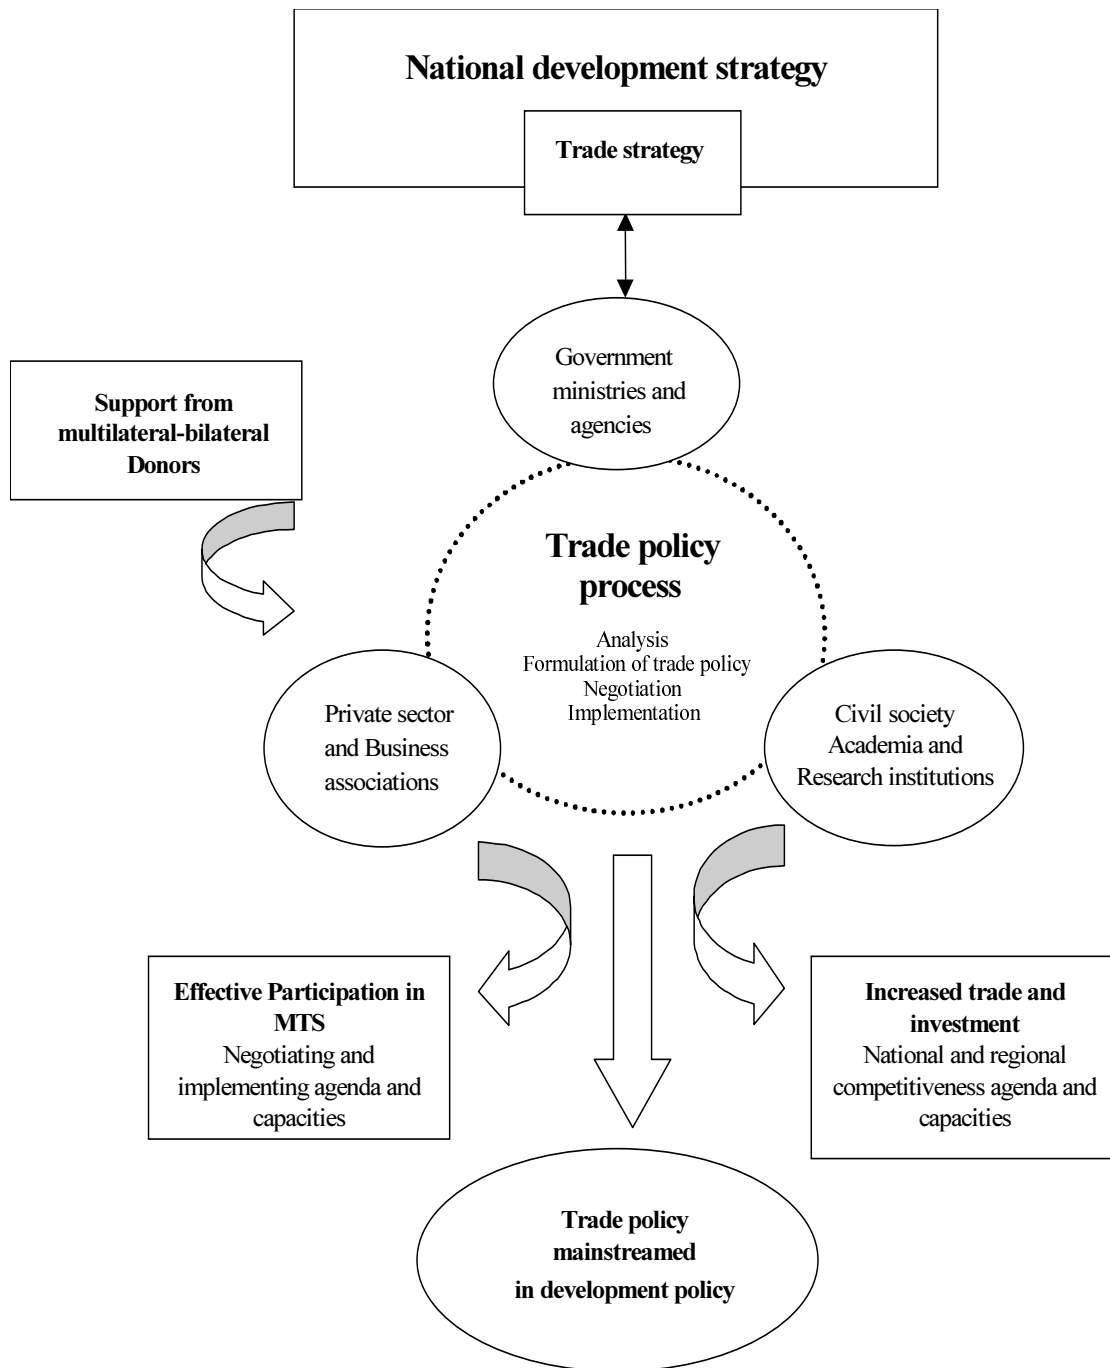 National development strategy
Trade strategy
Government
ministries and
agencies
Support from
multilateral-bilateral
Donors
Trade policy
process
Analysis
Formulation of trade policy
Negotiation
Implementation
Private sector
and Business
associations
Civil society
Academia and
Research institutions
Effective Participation in
MTS
Negotiating and
implementing agenda and
capacities
Increased trade and
investment
National and regional
competitiveness agenda and
capacities
Trade policy
mainstreamed
in development policy